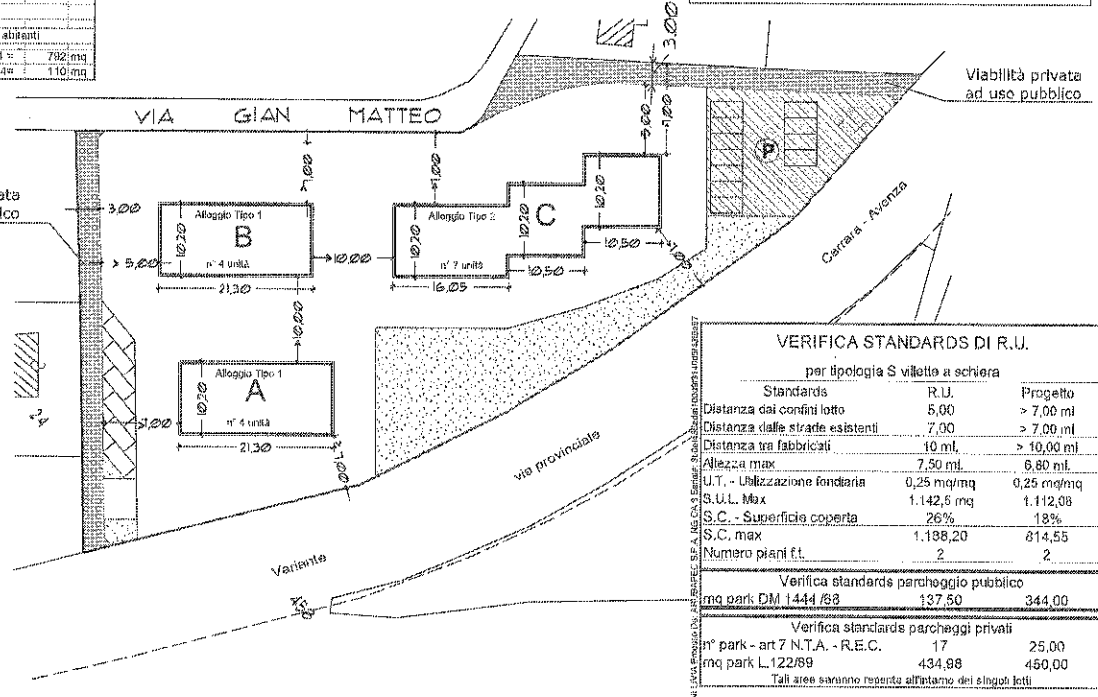 abitanti
792 mq
110 mq
3.00
Viabilità privata
ad uso pubblico
VIA GIAN MATTEO
5,00
7,00
7,00
7,00
P
3,00
Alloggio Tipo 1
B
10,20
n° 4 unità
> 5,00
21,30
10,00
Alloggio Tipo 2
C
10,20
n° 7 unità
16,05
10,20
10,50
10,20
10,50
7,00
Carrara - Avenza
10,00
Alloggio Tipo 1
A
10,20
n° 4 unità
5,00
21,30
7,00
via provinciale
Variante
VERIFICA STANDARDS DI R.U.
per tipologia S villette a schiera
Standards R.U. Progetto
Distanza dai confini lotto 5,00 > 7,00 ml
Distanza dalle strade esistenti 7,00 > 7,00 ml
Distanza tra fabbricati 10 ml. > 10,00 ml
Altezza max 7,50 ml. 6,80 ml.
U.T. - Utilizzazione fondiaria 0,25 mq/mq 0,25 mq/mq
S.U.L. Max 1.142,5 mq 1.112,08
S.C. - Superficie coperta 26% 18%
S.C. max 1.188,20 814,55
Numero piani f.t. 2 2
Verifica standards parcheggio pubblico
mq park DM 1444 /68 137,50 344,00
Verifica standards parcheggi privati
n° park - art 7 N.T.A. - R.E.C. 17 25,00
mq park L.122/89 434,98 450,00
Tali aree saranno reperite all'interno dei singoli lotti